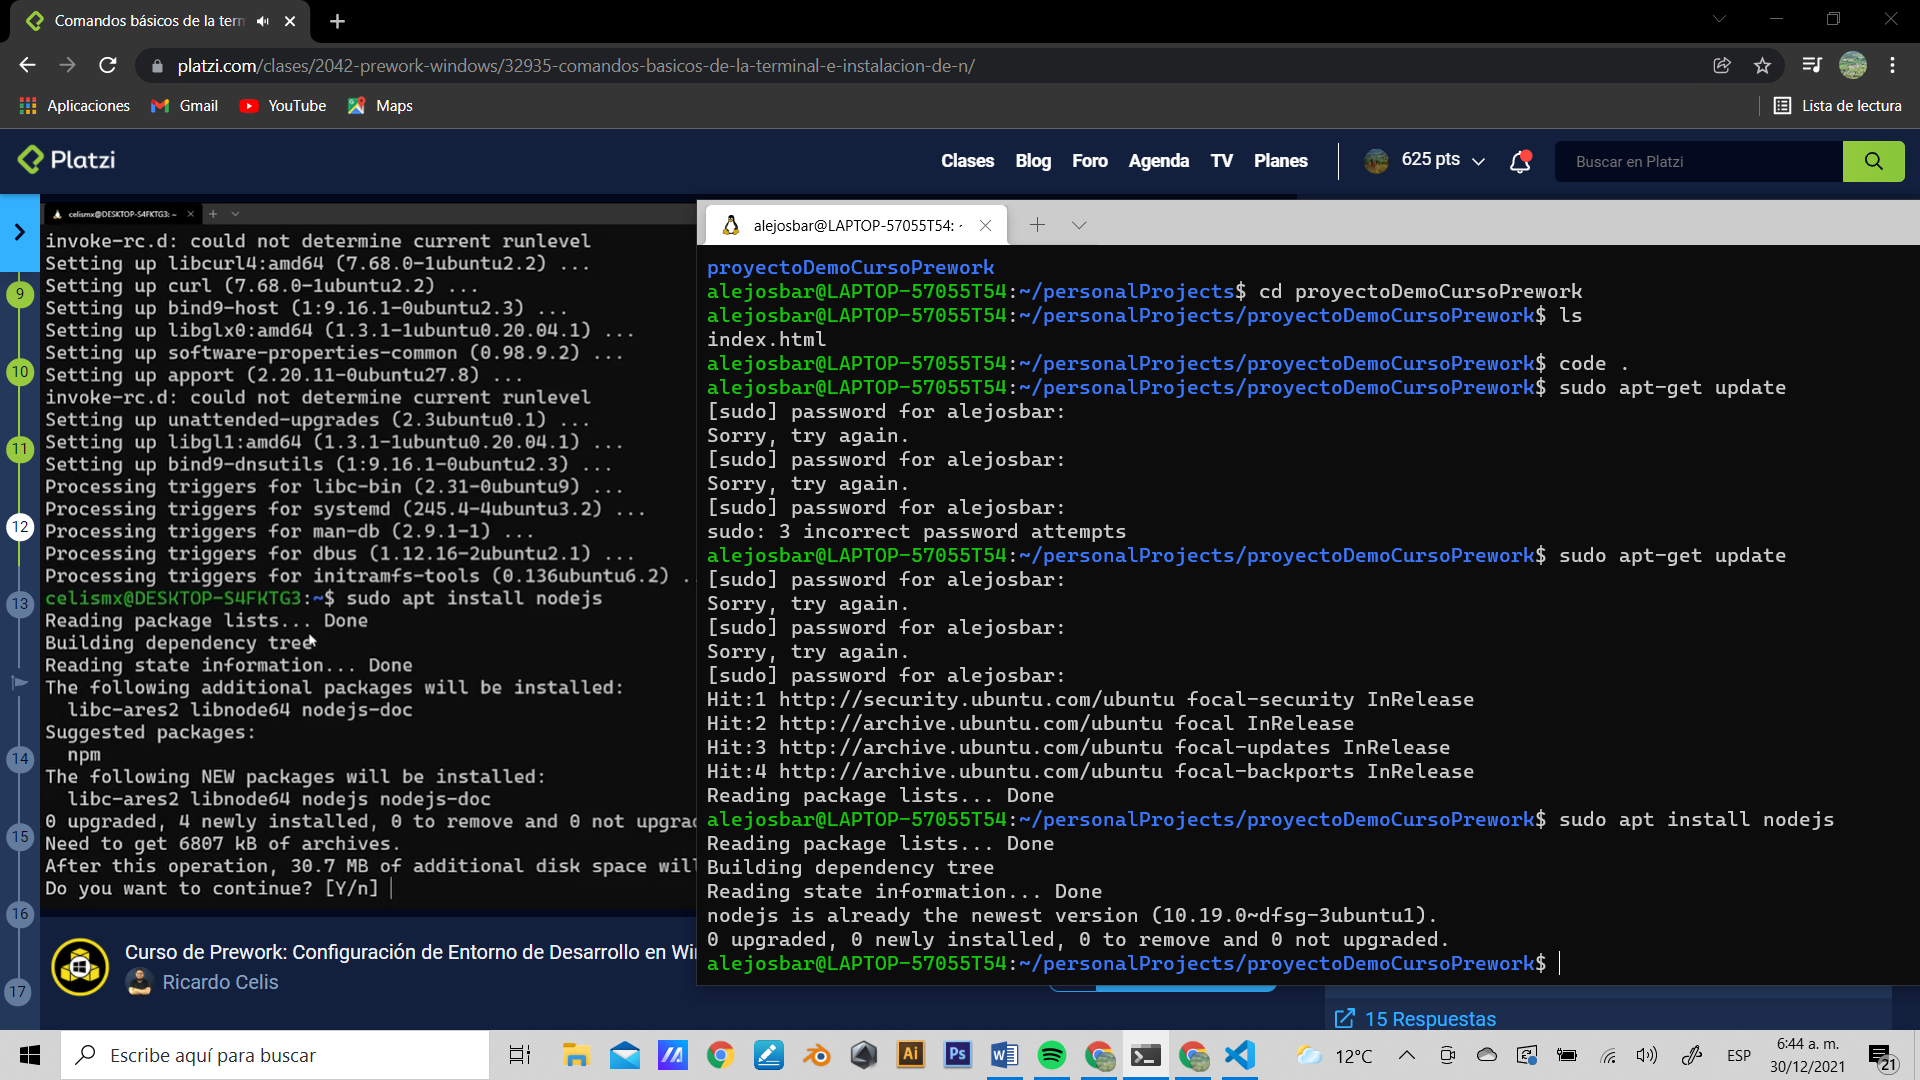 Comandos básicos de la term
platzi.com/clases/2042-prework-windows/32935-comandos-basicos-de-la-terminal-e-instalacion-de-n/
Aplicaciones
Gmail
YouTube
Maps
Lista de lectura
Platzi
Clases
Blog
Foro
Agenda
TV
Planes
625 pts
Buscar en Platzi
9
10
11
12
13
14
15
16
17
celismx@DESKTOP-S4FKTG3: ~
invoke-rc.d: could not determine current runlevel
Setting up libcurl4:amd64 (7.68.0-1ubuntu2.2) ...
Setting up curl (7.68.0-1ubuntu2.2) ...
Setting up bind9-host (1:9.16.1-0ubuntu2.3) ...
Setting up libglx0:amd64 (1.3.1-1ubuntu0.20.04.1) ...
Setting up software-properties-common (0.98.9.2) ...
Setting up apport (2.20.11-0ubuntu27.8) ...
invoke-rc.d: could not determine current runlevel
Setting up unattended-upgrades (2.3ubuntu0.1) ...
Setting up libgl1:amd64 (1.3.1-1ubuntu0.20.04.1) ...
Setting up bind9-dnsutils (1:9.16.1-0ubuntu2.3) ...
Processing triggers for libc-bin (2.31-0ubuntu9) ...
Processing triggers for systemd (245.4-4ubuntu3.2) ...
Processing triggers for man-db (2.9.1-1) ...
Processing triggers for dbus (1.12.16-2ubuntu2.1) ...
Processing triggers for initramfs-tools (0.136ubuntu6.2) ..
celismx@DESKTOP-S4FKTG3:~$ sudo apt install nodejs
Reading package lists... Done
Building dependency tree
Reading state information... Done
The following additional packages will be installed:
libc-ares2 libnode64 nodejs-doc
Suggested packages:
npm
The following NEW packages will be installed:
libc-ares2 libnode64 nodejs nodejs-doc
0 upgraded, 4 newly installed, 0 to remove and 0 not upgra
Need to get 6807 kB of archives.
After this operation, 30.7 MB of additional disk space wil
Do you want to continue? [Y/n]
Curso de Prework: Configuración de Entorno de Desarrollo en Wi
Ricardo Celis
alejosbar@LAPTOP-57055T54: ~
proyectoDemoCursoPrework
alejosbar@LAPTOP-57055T54:~/personalProjects$ cd proyectoDemoCursoPrework
alejosbar@LAPTOP-57055T54:~/personalProjects/proyectoDemoCursoPrework$ ls
index.html
alejosbar@LAPTOP-57055T54:~/personalProjects/proyectoDemoCursoPrework$ code .
alejosbar@LAPTOP-57055T54:~/personalProjects/proyectoDemoCursoPrework$ sudo apt-get update
[sudo] password for alejosbar:
Sorry, try again.
[sudo] password for alejosbar:
Sorry, try again.
[sudo] password for alejosbar:
sudo: 3 incorrect password attempts
alejosbar@LAPTOP-57055T54:~/personalProjects/proyectoDemoCursoPrework$ sudo apt-get update
[sudo] password for alejosbar:
Sorry, try again.
[sudo] password for alejosbar:
Sorry, try again.
[sudo] password for alejosbar:
Hit:1 http://security.ubuntu.com/ubuntu focal-security InRelease
Hit:2 http://archive.ubuntu.com/ubuntu focal InRelease
Hit:3 http://archive.ubuntu.com/ubuntu focal-updates InRelease
Hit:4 http://archive.ubuntu.com/ubuntu focal-backports InRelease
Reading package lists... Done
alejosbar@LAPTOP-57055T54:~/personalProjects/proyectoDemoCursoPrework$ sudo apt install nodejs
Reading package lists... Done
Building dependency tree
Reading state information... Done
nodejs is already the newest version (10.19.0~dfsg-3ubuntu1).
0 upgraded, 0 newly installed, 0 to remove and 0 not upgraded.
alejosbar@LAPTOP-57055T54:~/personalProjects/proyectoDemoCursoPrework$
15 Respuestas
Escribe aquí para buscar
Ai
Ps
12°C
ESP
6:44 a. m.
30/12/2021
21